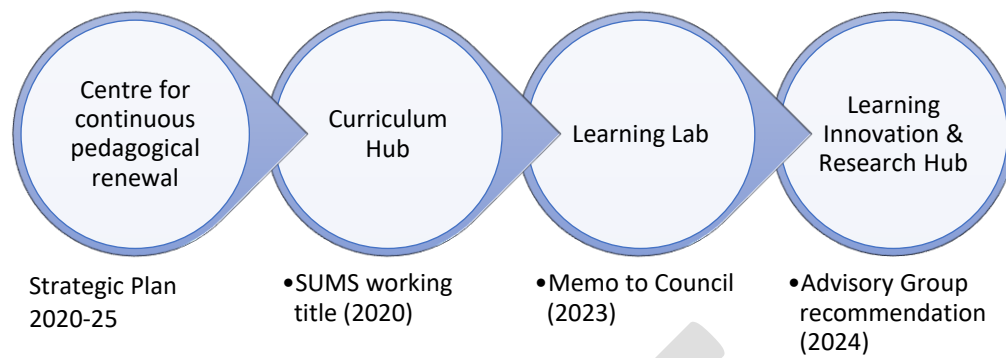 Centre for
continuous
pedagogical
renewal
Curriculum
Hub
Learning Lab
Learning
Innovation &
Research Hub
Strategic Plan
2020-25
•SUMS working
title (2020)
•Memo to Council
(2023)
•Advisory Group
recommendation
(2024)